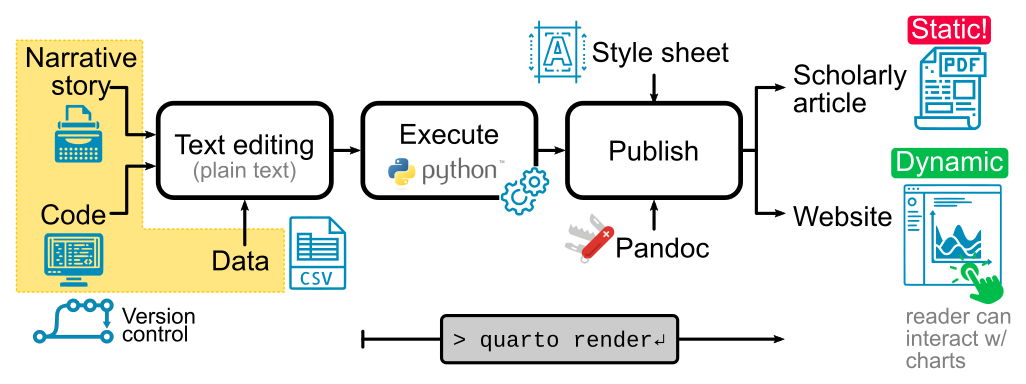 Narrative
story
Code
Data
CSV
Version
control
Text editing
(plain text)
Execute
python™
A
Style sheet
Publish
Pandoc
> quarto render↵
Static!
Scholarly
article
PDF
Dynamic
Website
reader can
interact w/
charts